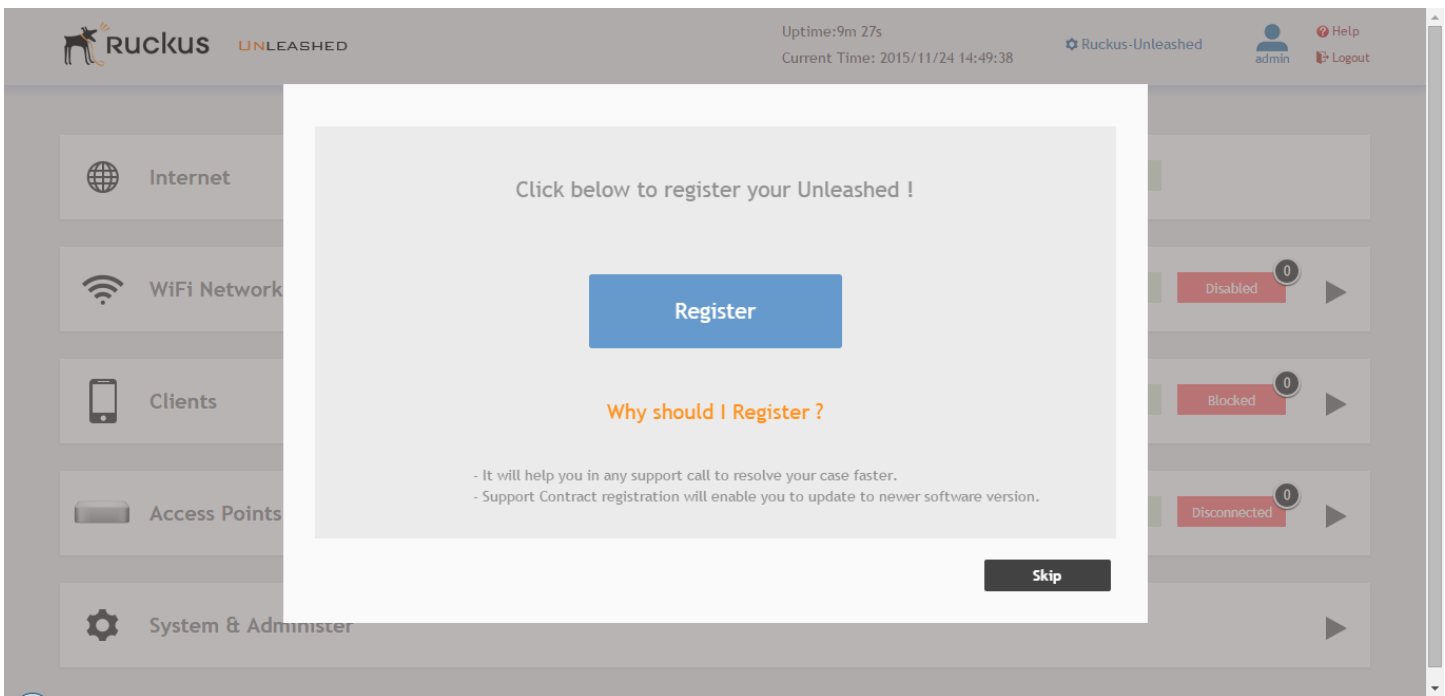 Ruckus UNLEASHED
Uptime:9m 27s
Current Time: 2015/11/24 14:49:38
Ruckus-Unleashed
admin
Help
Logout
Internet
WiFi Network
0
Disabled
Clients
0
Blocked
Access Points
0
Disconnected
System & Administer
Click below to register your Unleashed !
Register
Why should I Register ?
- It will help you in any support call to resolve your case faster.
- Support Contract registration will enable you to update to newer software version.
Skip